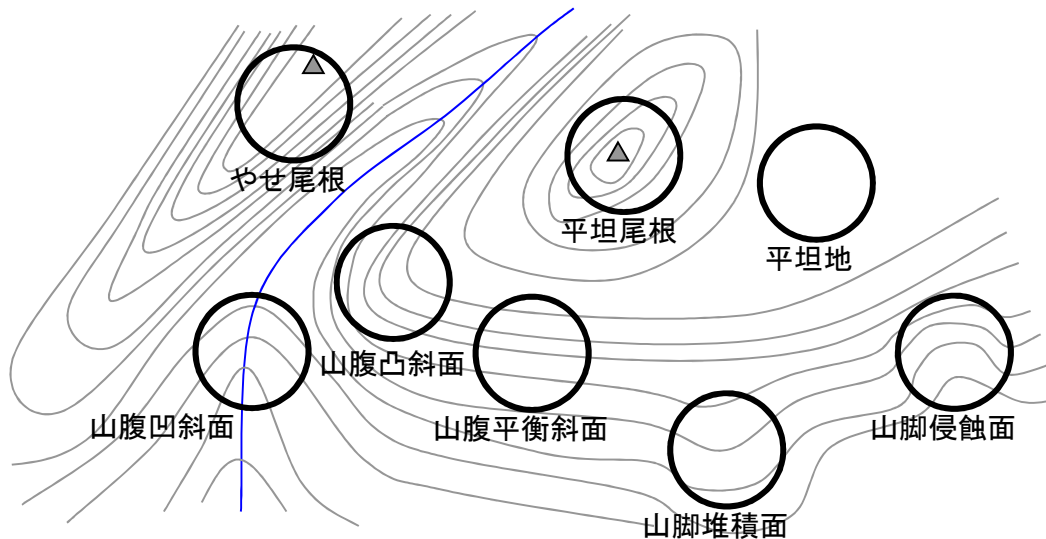 やせ尾根
平坦尾根
平坦地
山腹凸斜面
山腹凹斜面
山腹平衡斜面
山脚侵蝕面
山脚堆積面